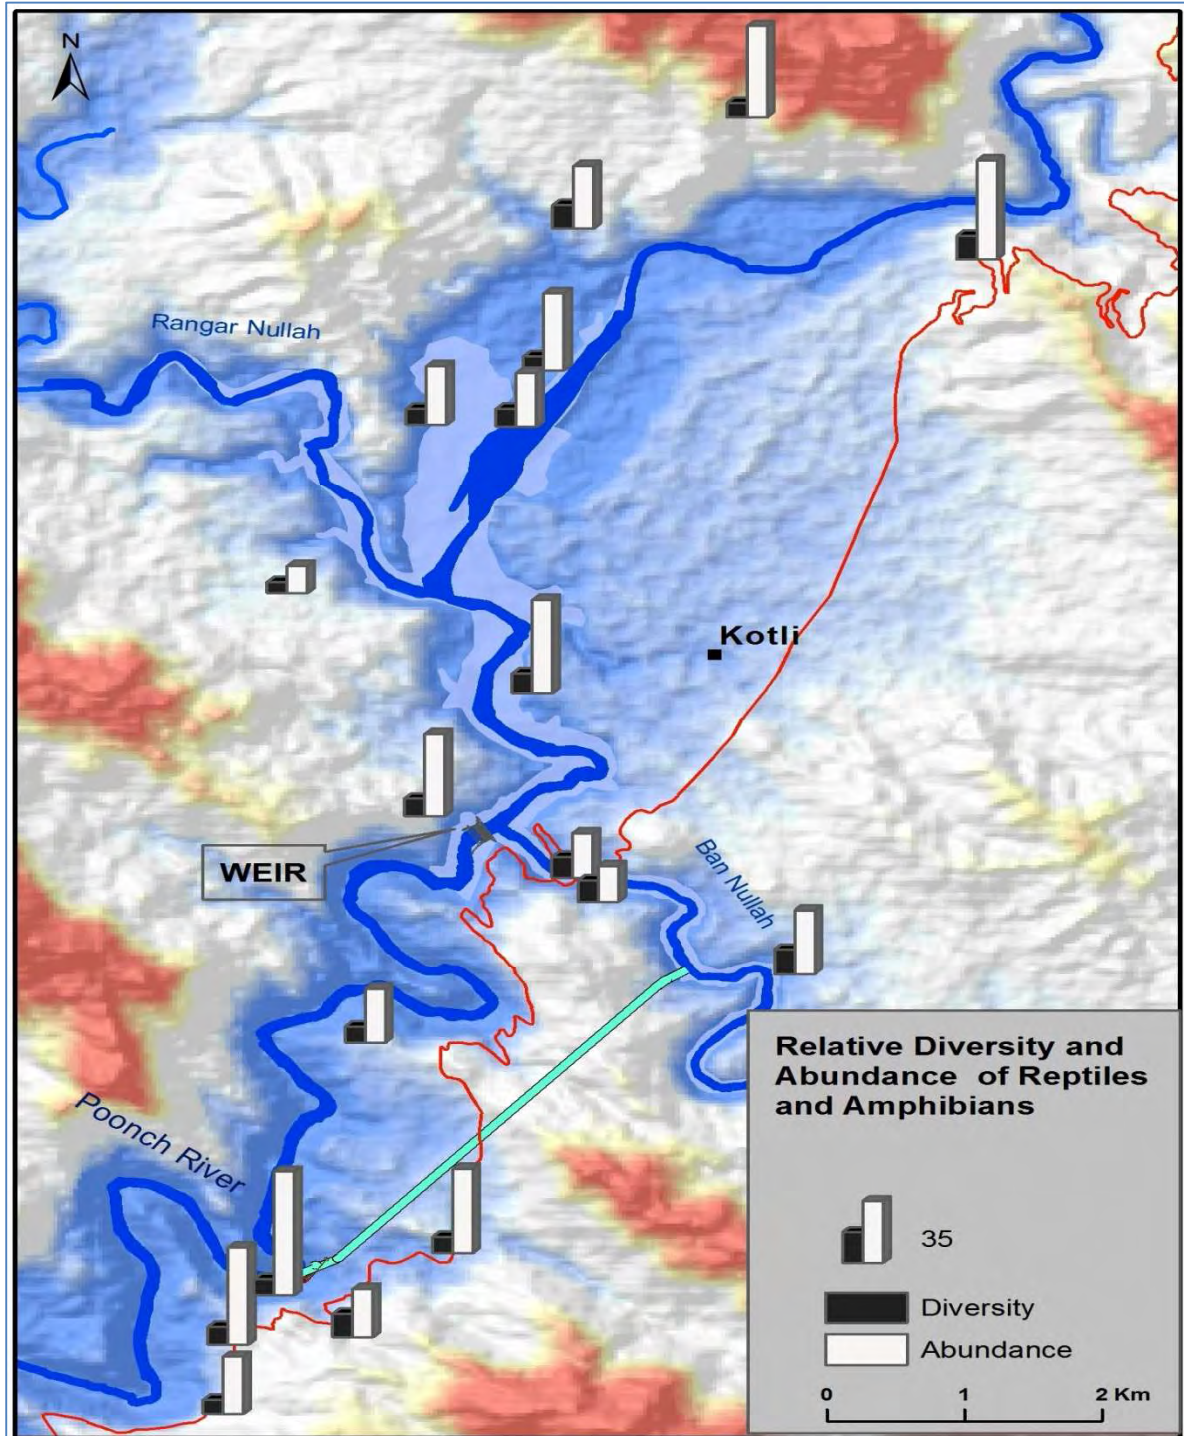 N
Rangar Nullah
Kotli
WEIR
Ban Nullah
Poonch River
Relative Diversity and
Abundance of Reptiles
and Amphibians
35
Diversity
Abundance
0 1 2 Km